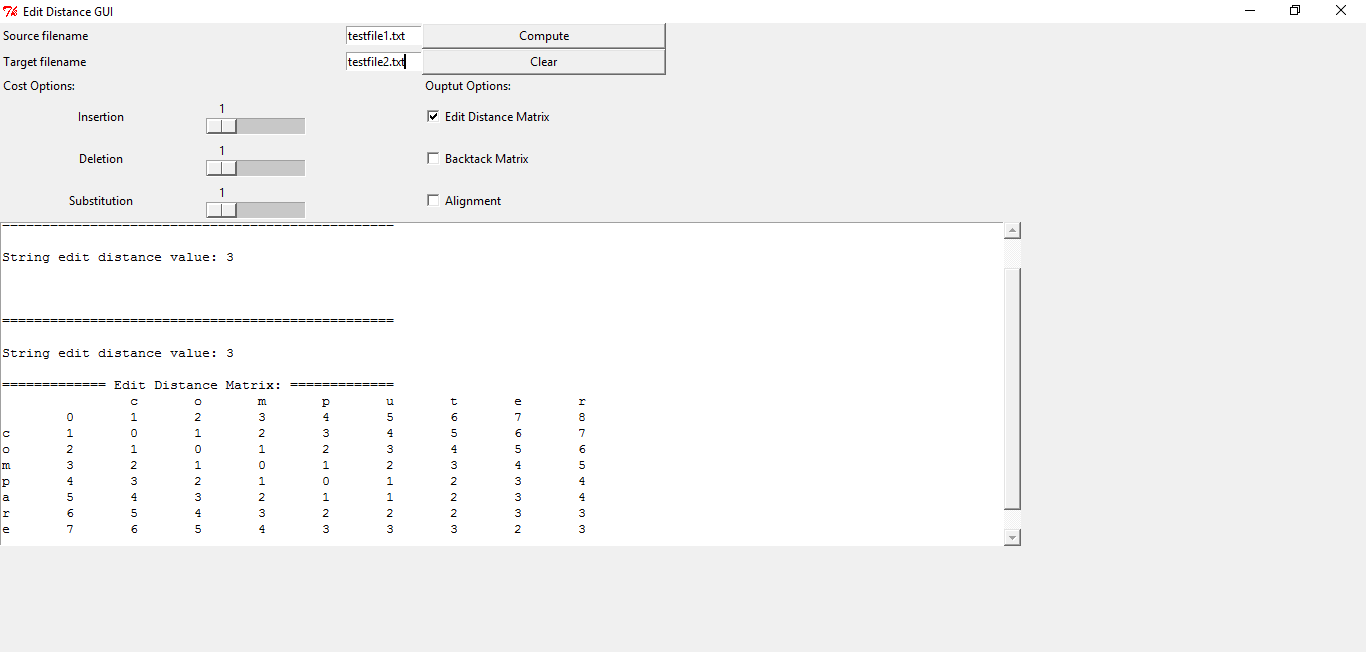 Edit Distance GUI
Source filename testfile1.txt Compute
Target filename testfile2.txt Clear
Cost Options: Ouptut Options:
1
Insertion Edit Distance Matrix
1
Deletion Backtack Matrix
1
Substitution Alignment
=================================================
String edit distance value: 3
=================================================
String edit distance value: 3
============= Edit Distance Matrix: =============
c o m p u t e r
0 1 2 3 4 5 6 7 8
c 1 0 1 2 3 4 5 6 7
o 2 1 0 1 2 3 4 5 6
m 3 2 1 0 1 2 3 4 5
p 4 3 2 1 0 1 2 3 4
a 5 4 3 2 1 1 2 3 4
r 6 5 4 3 2 2 2 3 3
e 7 6 5 4 3 3 3 2 3